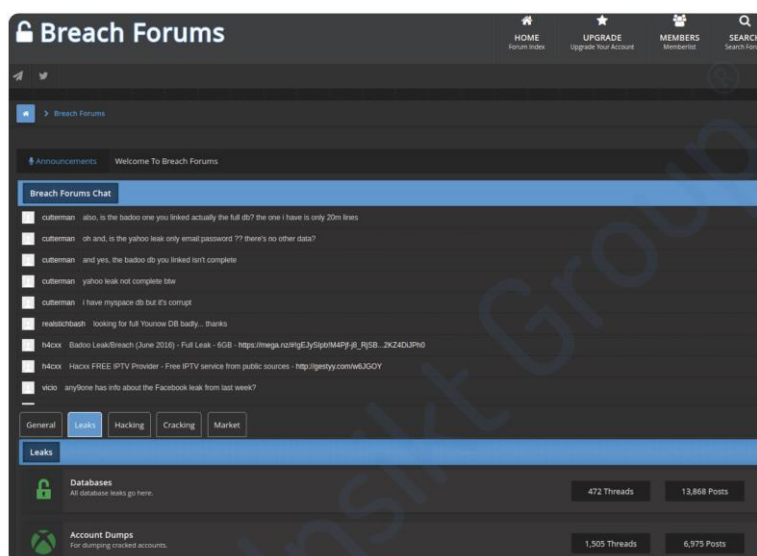 Breach Forums
HOME
Forum Index
UPGRADE
Upgrade Your Account
MEMBERS
Memberlist
SEARCH
Search For
> Breach Forums
Announcements Welcome To Breach Forums
Breach Forums Chat
cutterman also, is the badoo one you linked actually the full db? the one i have is only 20m lines
cutterman oh and, is the yahoo leak only email:password ?? there's no other data?
cutterman and yes, the badoo db you linked isn't complete
cutterman yahoo leak not complete btw
cutterman i have myspace db but it's corrupt
realstichbash looking for full Younow DB badly... thanks
h4cxx Badoo Leak/Breach (June 2016) - Full Leak - 6GB -
h4cxx Hacxx FREE IPTV Provider - Free IPTV service from public sources - http://gestyy.com/w6JGOY
vicio any9one has info about the Facebook leak from last week?
General Leaks Hacking Cracking Market
Leaks
Databases
All database leaks go here.
472 Threads 13,868 Posts
Account Dumps
For dumping cracked accounts.
1,505 Threads 6,975 Posts
Insikt Group®